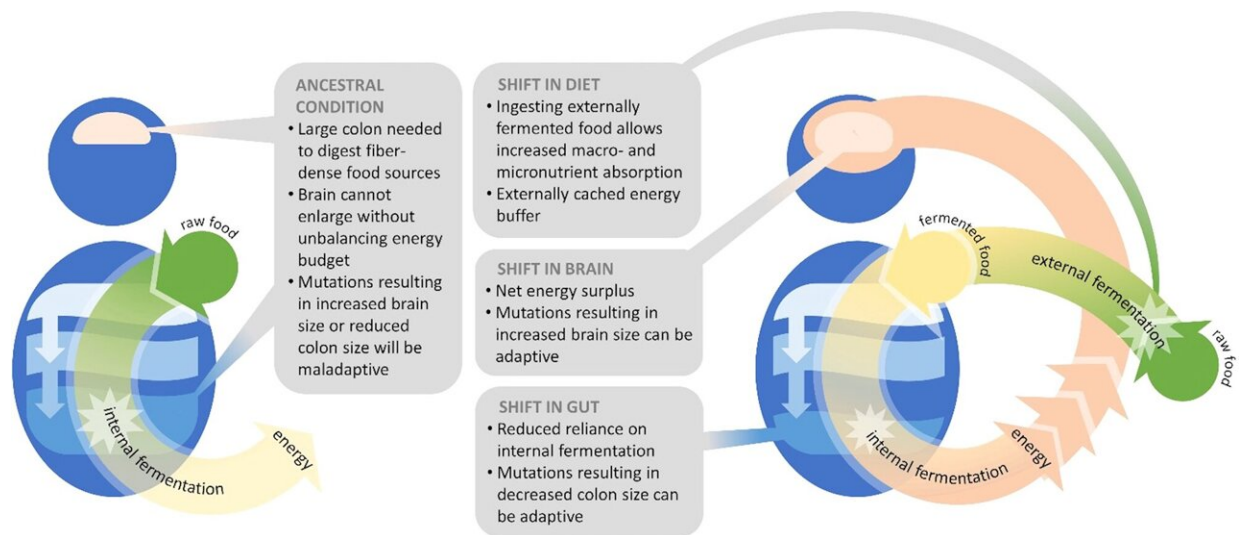 ANCESTRAL
CONDITION
• Large colon needed
to digest fiber-
dense food sources
• Brain cannot
enlarge without
unbalancing energy
budget
• Mutations resulting
in increased brain
size or reduced
colon size will be
maladaptive
raw food
internal fermentation
energy
SHIFT IN DIET
• Ingesting externally
fermented food allows
increased macro- and
micronutrient absorption
• Externally cached energy
buffer
SHIFT IN BRAIN
• Net energy surplus
• Mutations resulting in
increased brain size can be
adaptive
SHIFT IN GUT
• Reduced reliance on
internal fermentation
• Mutations resulting in
decreased colon size can
be adaptive
fermented food
external fermentation
raw food
internal fermentation
energy